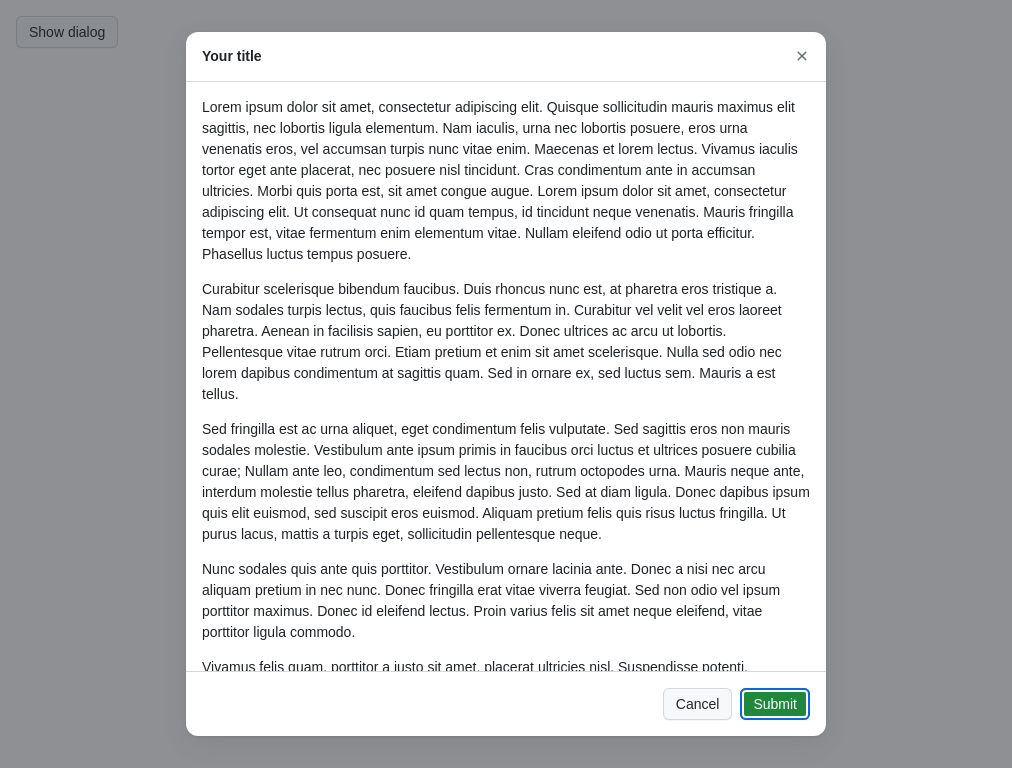 Show dialog
Your title
Lorem ipsum dolor sit amet, consectetur adipiscing elit. Quisque sollicitudin mauris maximus elit
sagittis, nec lobortis ligula elementum. Nam iaculis, urna nec lobortis posuere, eros urna
venenatis eros, vel accumsan turpis nunc vitae enim. Maecenas et lorem lectus. Vivamus iaculis
tortor eget ante placerat, nec posuere nisl tincidunt. Cras condimentum ante in accumsan
ultricies. Morbi quis porta est, sit amet congue augue. Lorem ipsum dolor sit amet, consectetur
adipiscing elit. Ut consequat nunc id quam tempus, id tincidunt neque venenatis. Mauris fringilla
tempor est, vitae fermentum enim elementum vitae. Nullam eleifend odio ut porta efficitur.
Phasellus luctus tempus posuere.
Curabitur scelerisque bibendum faucibus. Duis rhoncus nunc est, at pharetra eros tristique a.
Nam sodales turpis lectus, quis faucibus felis fermentum in. Curabitur vel velit vel eros laoreet
pharetra. Aenean in facilisis sapien, eu porttitor ex. Donec ultrices ac arcu ut lobortis.
Pellentesque vitae rutrum orci. Etiam pretium et enim sit amet scelerisque. Nulla sed odio nec
lorem dapibus condimentum at sagittis quam. Sed in ornare ex, sed luctus sem. Mauris a est
tellus.
Sed fringilla est ac urna aliquet, eget condimentum felis vulputate. Sed sagittis eros non mauris
sodales molestie. Vestibulum ante ipsum primis in faucibus orci luctus et ultrices posuere cubilia
curae; Nullam ante leo, condimentum sed lectus non, rutrum octopodes urna. Mauris neque ante,
interdum molestie tellus pharetra, eleifend dapibus justo. Sed at diam ligula. Donec dapibus ipsum
quis elit euismod, sed suscipit eros euismod. Aliquam pretium felis quis risus luctus fringilla. Ut
purus lacus, mattis a turpis eget, sollicitudin pellentesque neque.
Nunc sodales quis ante quis porttitor. Vestibulum ornare lacinia ante. Donec a nisi nec arcu
aliquam pretium in nec nunc. Donec fringilla erat vitae viverra feugiat. Sed non odio vel ipsum
porttitor maximus. Donec id eleifend lectus. Proin varius felis sit amet neque eleifend, vitae
porttitor ligula commodo.
Vivamus felis quam, porttitor a justo sit amet, placerat ultricies nisl. Suspendisse potenti.
Cancel
Submit